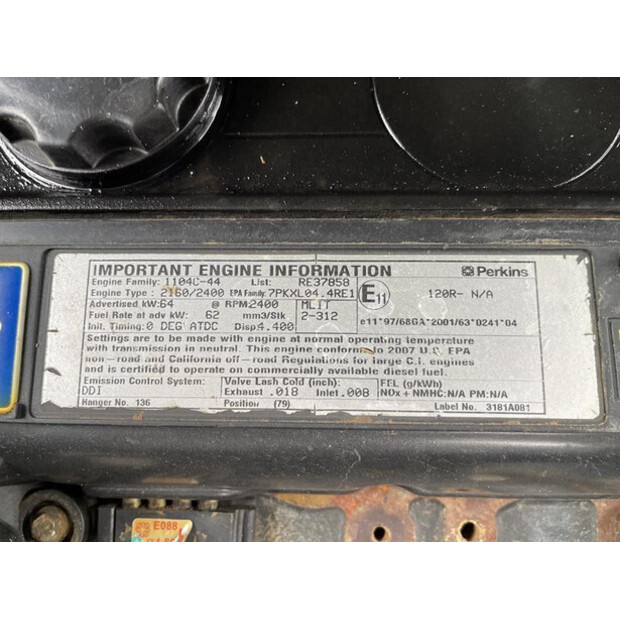 IMPORTANT ENGINE INFORMATION Perkins
Engine Family: 1104C-44 List: RE37858
Engine Type : 2160/2400 EPA Family: 7PKXL04.4RE1 E11 120R- N/A
Advertised kW:64 @ RPM:2400 MLIT
Fuel Rate at adv kW: 62 mm3/Stk 2-312
Init. Timing:0 DEG ATDC Disp4.400 e11*97/68GA*2001/63*0241*04
Settings are to be made with engine at normal operating temperature
with transmission in neutral. This engine conforms to 2007 U.S. EPA
non-road and California off-road Regulations for large C.I. engines
and is certified to operate on commercially available diesel fuel.
Emission Control System: Valve Lash Cold (inch): FEL (g/kWh)
DDI Exhaust .018 Inlet.008 NOx + NMHC:N/A PM:N/A
Hanger No. 136 Position (79) Label No. 3181A081
E088